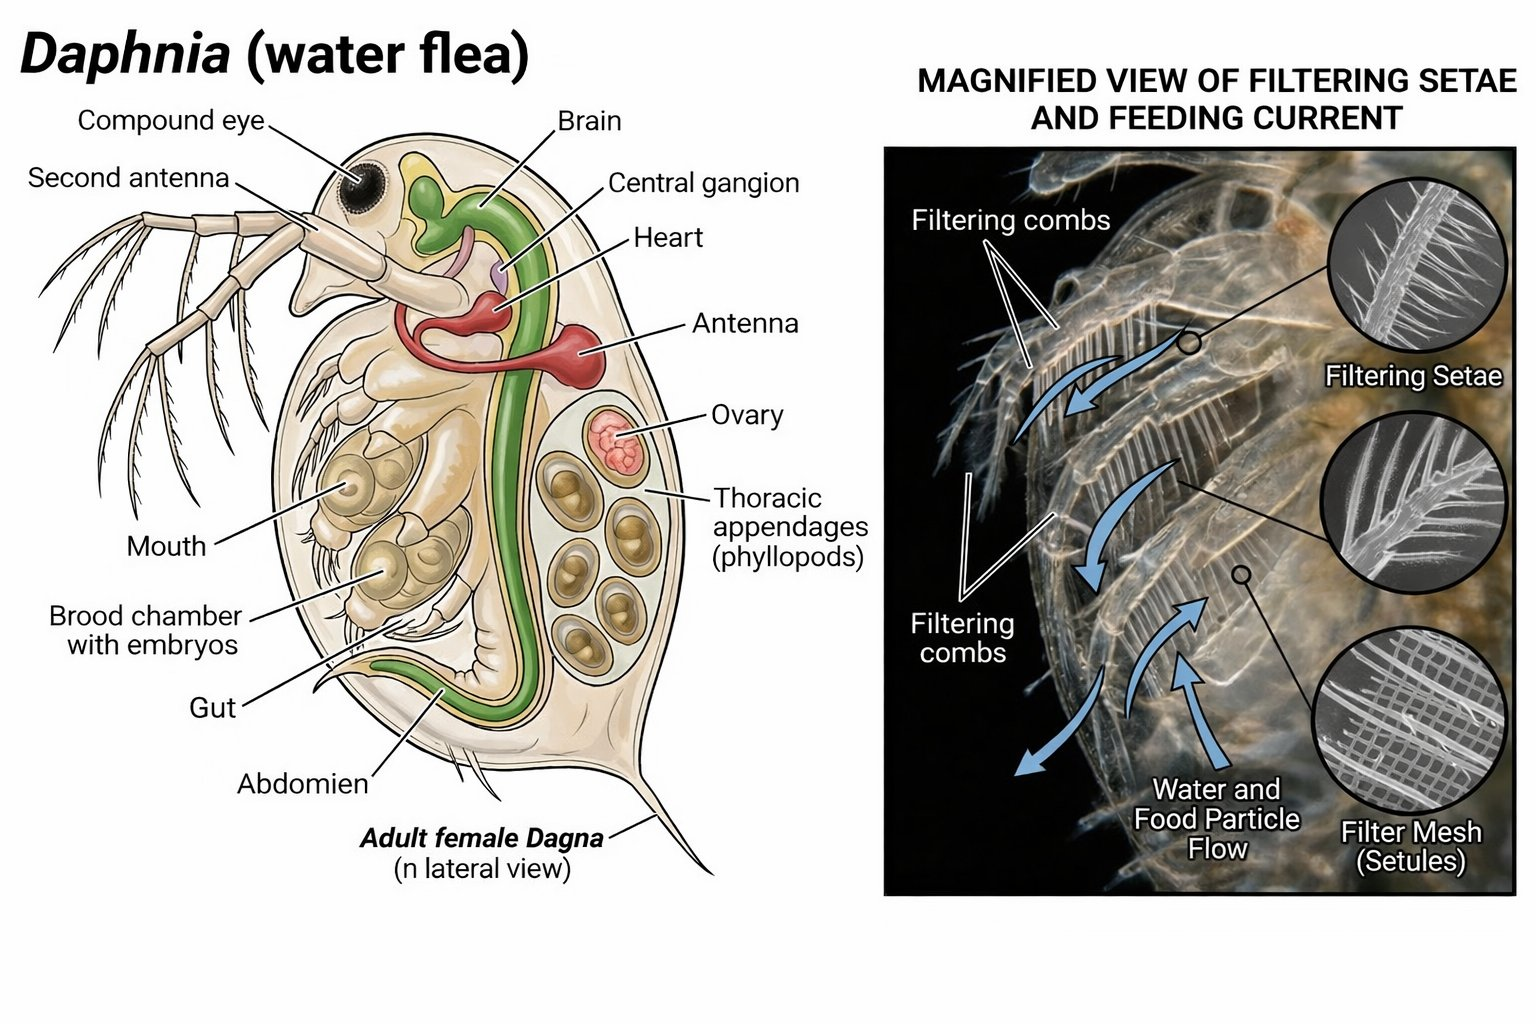 Daphnia (water flea)
Compound eye
Second antenna
Brain
Central gangion
Heart
Antenna
Ovary
Thoracic
appendages
(phyllopods)
Mouth
Brood chamber
with embryos
Gut
Abdomien
Adult female Dagna
(n lateral view)
MAGNIFIED VIEW OF FILTERING SETAE
AND FEEDING CURRENT
Filtering combs
Filtering Setae
Filtering
combs
Water and
Food Particle
Flow
Filter Mesh
(Setules)